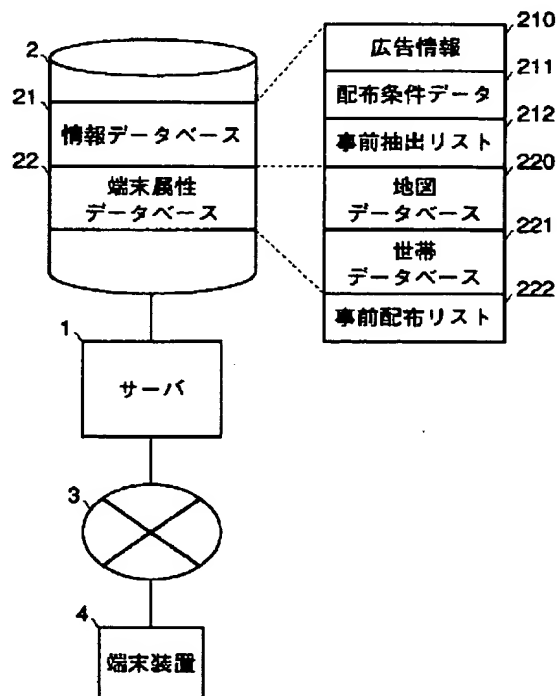 2
21
情報データベース
22
端末属性
データベース
210
広告情報
211
配布条件データ
212
事前抽出リスト
220
地図
データベース
221
世帯
データベース
222
事前配布リスト
1
サーバ
3
4
端末装置